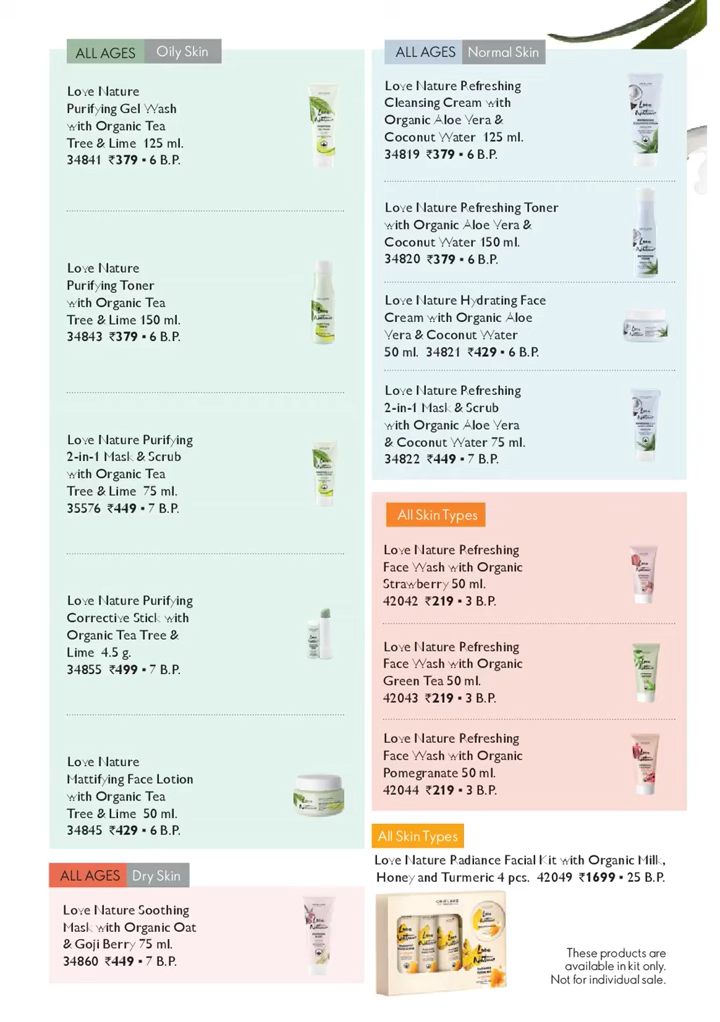 ALL AGES Oily Skin
Love Nature
Purifying Gel Wash
with Organic Tea
Tree & Lime 125 ml.
34841 ₹379 • 6 B.P.
Love Nature
Purifying Toner
with Organic Tea
Tree & Lime 150 ml.
34843 ₹379 • 6 B.P.
Love Nature Purifying
2-in-1 Mask & Scrub
with Organic Tea
Tree & Lime 75 ml.
35576 ₹449 • 7 B.P.
Love Nature Purifying
Corrective Stick with
Organic Tea Tree &
Lime 4.5 g.
34855 ₹499 • 7 B.P.
Love Nature
Mattifying Face Lotion
with Organic Tea
Tree & Lime 50 ml.
34845 ₹429 • 6 B.P.
ALL AGES Dry Skin
Love Nature Soothing
Mask with Organic Oat
& Goji Berry 75 ml.
34860 ₹449 • 7 B.P.
ALL AGES Normal Skin
Love Nature Refreshing
Cleansing Cream with
Organic Aloe Vera &
Coconut Water 125 ml.
34819 ₹379 • 6 B.P.
Love Nature Refreshing Toner
with Organic Aloe Vera &
Coconut Water 150 ml.
34820 ₹379 • 6 B.P.
Love Nature Hydrating Face
Cream with Organic Aloe
Vera & Coconut Water
50 ml. 34821 ₹429 • 6 B.P.
Love Nature Refreshing
2-in-1 Mask & Scrub
with Organic Aloe Vera
& Coconut Water 75 ml.
34822 ₹449 • 7 B.P.
All Skin Types
Love Nature Refreshing
Face Wash with Organic
Strawberry 50 ml.
42042 ₹219 • 3 B.P.
Love Nature Refreshing
Face Wash with Organic
Green Tea 50 ml.
42043 ₹219 • 3 B.P.
Love Nature Refreshing
Face Wash with Organic
Pomegranate 50 ml.
42044 ₹219 • 3 B.P.
All Skin Types
Love Nature Radiance Facial Kit with Organic Milk,
Honey and Turmeric 4 pcs. 42049 ₹1699 • 25 B.P.
ORIFLAME
Love Nature
These products are
available in kit only.
Not for individual sale.